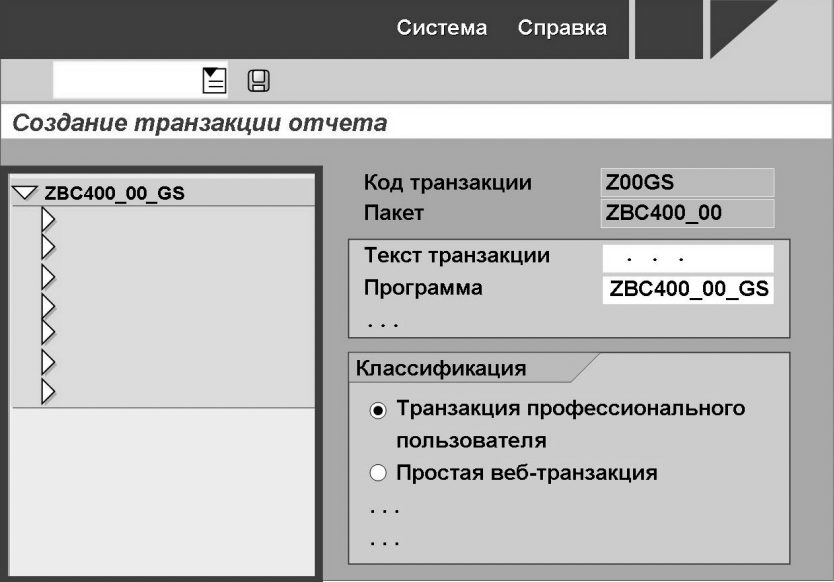 Система Справка
Создание транзакции отчета
ZBC400_00_GS
Код транзакции Z00GS
Пакет ZBC400_00
Текст транзакции . . .
Программа ZBC400_00_GS
. . .
Классификация
Транзакция профессионального
пользователя
Простая веб-транзакция
. . .
. . .